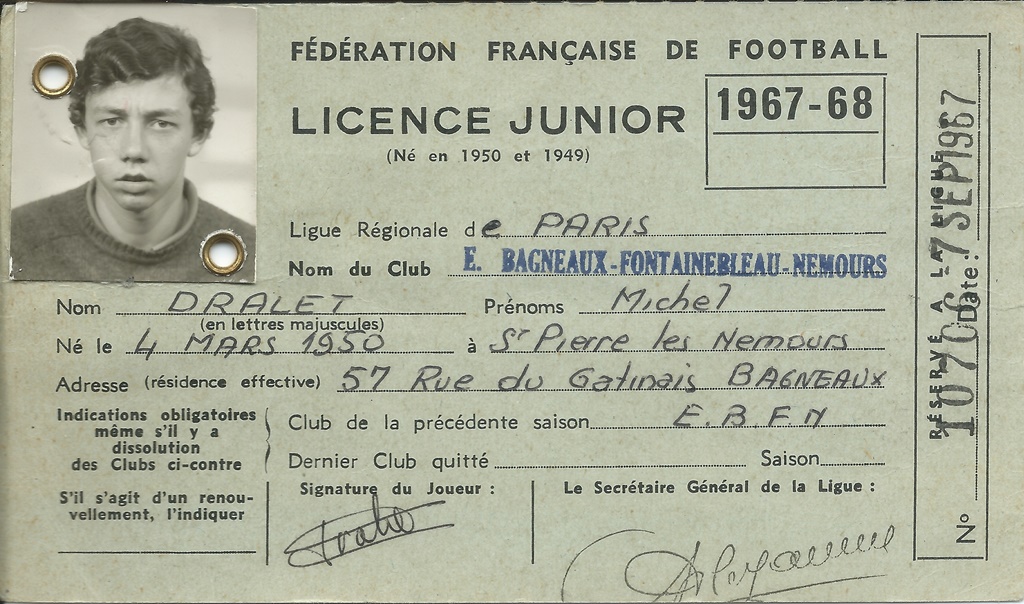 FÉDÉRATION FRANÇAISE DE FOOTBALL
LICENCE JUNIOR
1967-68
(Né en 1950 et 1949)
Ligue Régionale de PARIS
Nom du Club E. BAGNEAUX-FONTAINEBLEAU-NEMOURS
Nom DRALET Prénoms Michel
(en lettres majuscules)
Né le 4 MARS 1950 à St Pierre les Nemours
Adresse (résidence effective) 57 Rue du Gatinais BAGNEAUX
Indications obligatoires
même s'il y a
dissolution
des Clubs ci-contre
Club de la précédente saison E.B F.N
Dernier Club quitté Saison
S'il s'agit d'un renou-
vellement, l'indiquer
Signature du Joueur :
Dralet
Le Secrétaire Général de la Ligue :
RÉSERVÉ A LA LIGUE
N° Date :
7 SEP 1967